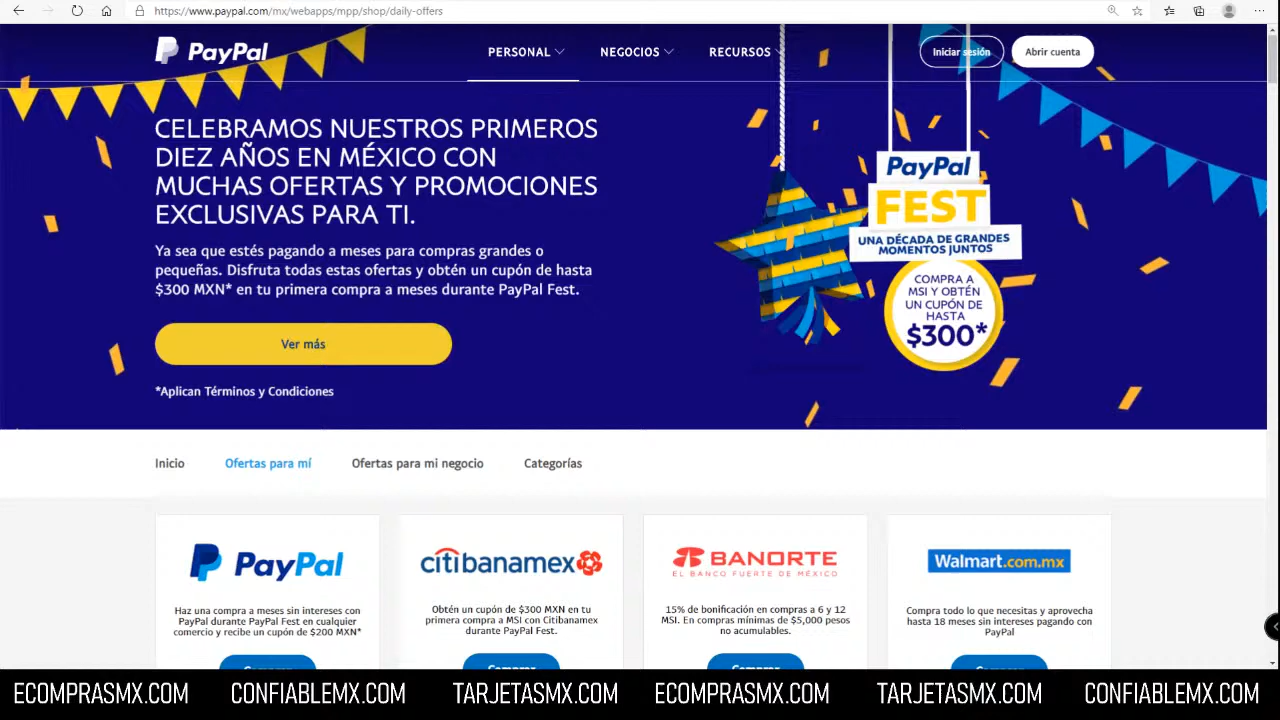 https://www.paypal.com/mx/webapps/mpp/shop/daily-offers
PayPal
PERSONAL
NEGOCIOS
RECURSOS
Iniciar sesión
Abrir cuenta
CELEBRAMOS NUESTROS PRIMEROS
DIEZ AÑOS EN MÉXICO CON
MUCHAS OFERTAS Y PROMOCIONES
EXCLUSIVAS PARA TI.
Ya sea que estés pagando a meses para compras grandes o
pequeñas. Disfruta todas estas ofertas y obtén un cupón de hasta
$300 MXN* en tu primera compra a meses durante PayPal Fest.
Ver más
*Aplican Términos y Condiciones
PayPal
FEST
UNA DÉCADA DE GRANDES
MOMENTOS JUNTOS
COMPRA A
MSI Y OBTÉN
UN CUPÓN DE
HASTA
$300*
Inicio
Ofertas para mí
Ofertas para mi negocio
Categorías
PayPal
Haz una compra a meses sin intereses con
PayPal durante PayPal Fest en cualquier
comercio y recibe un cupón de $200 MXN*
citibanamex
Obtén un cupón de $300 MXN en tu
primera compra a MSI con Citibanamex
durante PayPal Fest.
BANORTE
EL BANCO FUERTE DE MÉXICO
15% de bonificación en compras a 6 y 12
MSI. En compras mínimas de $5,000 pesos
no acumulables.
Walmart.com.mx
Compra todo lo que necesitas y aprovecha
hasta 18 meses sin intereses pagando con
PayPal
ECOMPRASMX.COM
CONFIABLEMX.COM
TARJETASMX.COM
ECOMPRASMX.COM
TARJETASMX.COM
CONFIABLEMX.COM